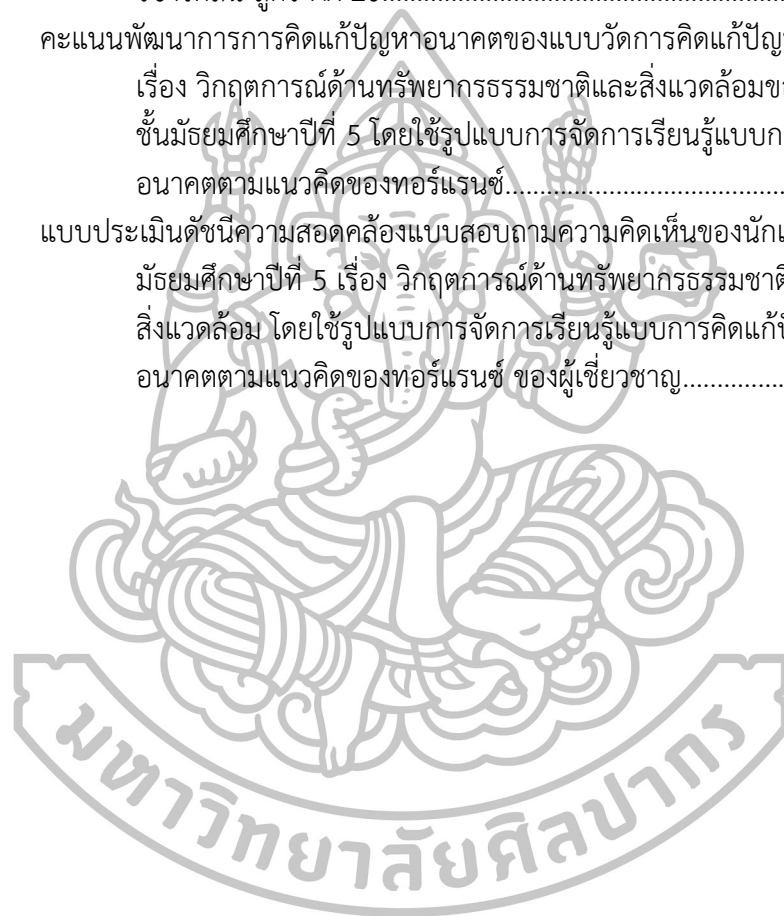 คะแนนพัฒนาการการคิดแก้ปัญหาอนาคตของแบบวัดการคิดแก้ปัญ
เรื่อง วิกฤตการณ์ด้านทรัพยากรธรรมชาติและสิ่งแวดล้อมข
ชั้นมัธยมศึกษาปีที่ 5 โดยใช้รูปแบบการจัดการเรียนรู้แบบก
อนาคตตามแนวคิดของทอร์แรนซ์
แบบประเมินดัชนีความสอดคล้องแบบสอบถามความคิดเห็นของนัก
มัธยมศึกษาปีที่ 5 เรื่อง วิกฤตการณ์ด้านทรัพยากรธรรมชาติ
สิ่งแวดล้อม โดยใช้รูปแบบการจัดการเรียนรู้แบบการคิดแก้
อนาคตตามแนวคิดของทอร์แรนซ์ ของผู้เชี่ยวชาญ
มหาวิทยาลัยศิลปากร